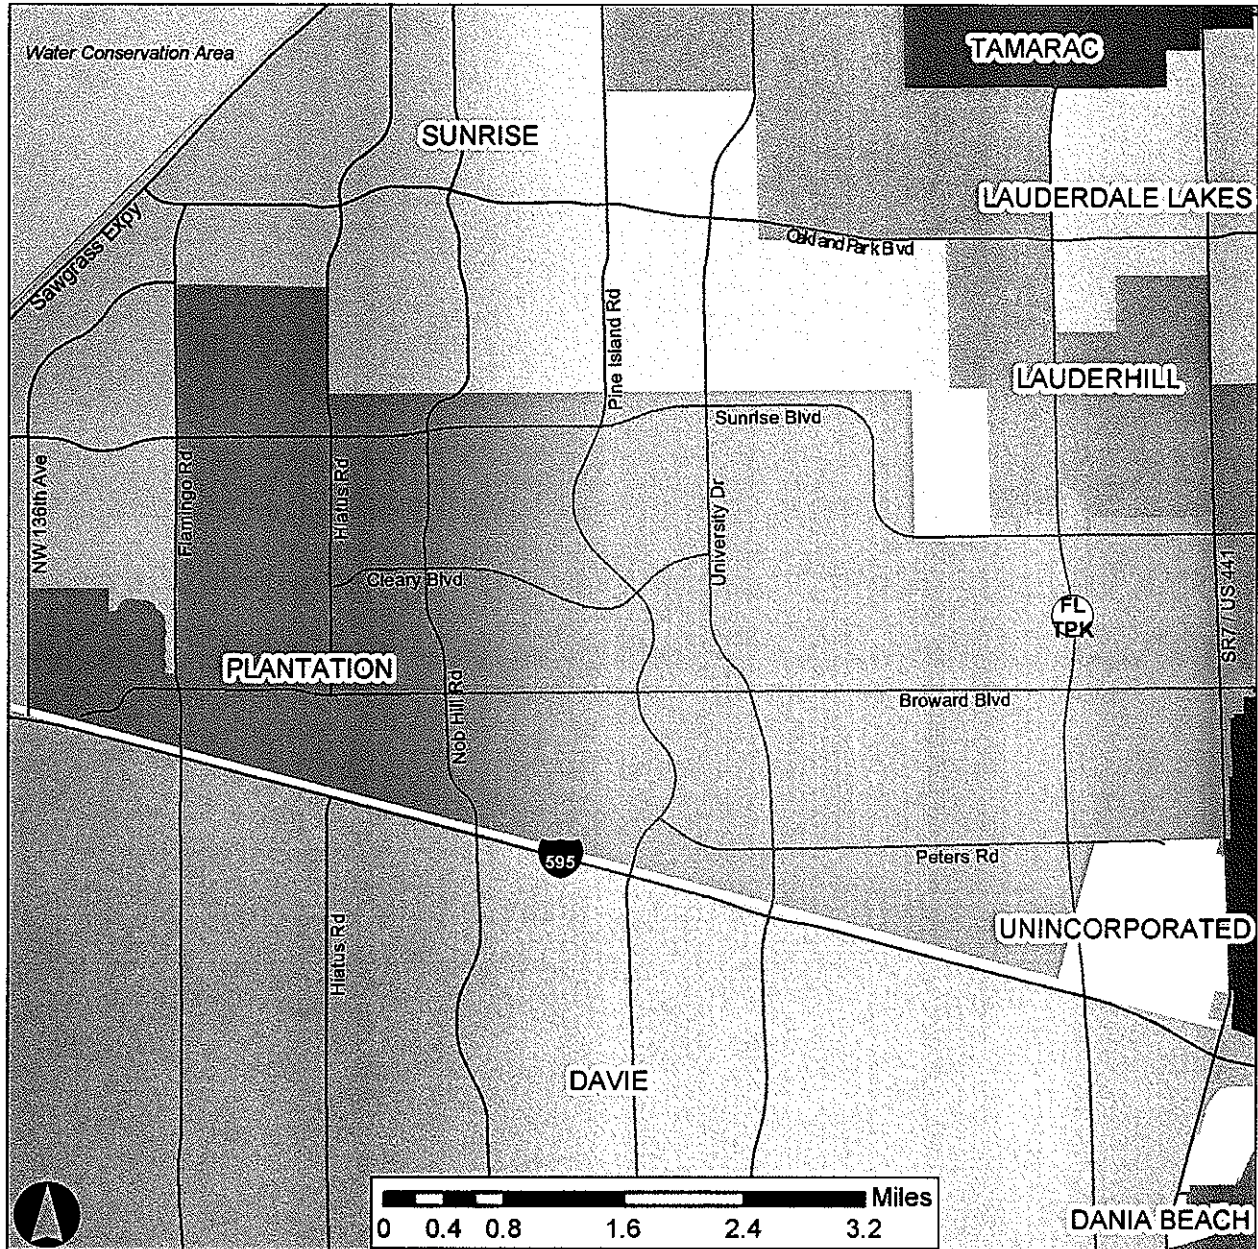 Water Conservation Area
TAMARAC
SUNRISE
LAUDERDALE LAKES
Sawgrass Expy
Oakland Park Blvd
Pine Island Rd
LAUDERHILL
Sunrise Blvd
NW 136th Ave
Flamingo Rd
Hiatus Rd
University Dr
Cleary Blvd
SR7 / US 441
FL
TPK
PLANTATION
Nob Hill Rd
Broward Blvd
595
Peters Rd
UNINCORPORATED
Hiatus Rd
DAVIE
Miles
0 0.4 0.8 1.6 2.4 3.2
DANIA BEACH